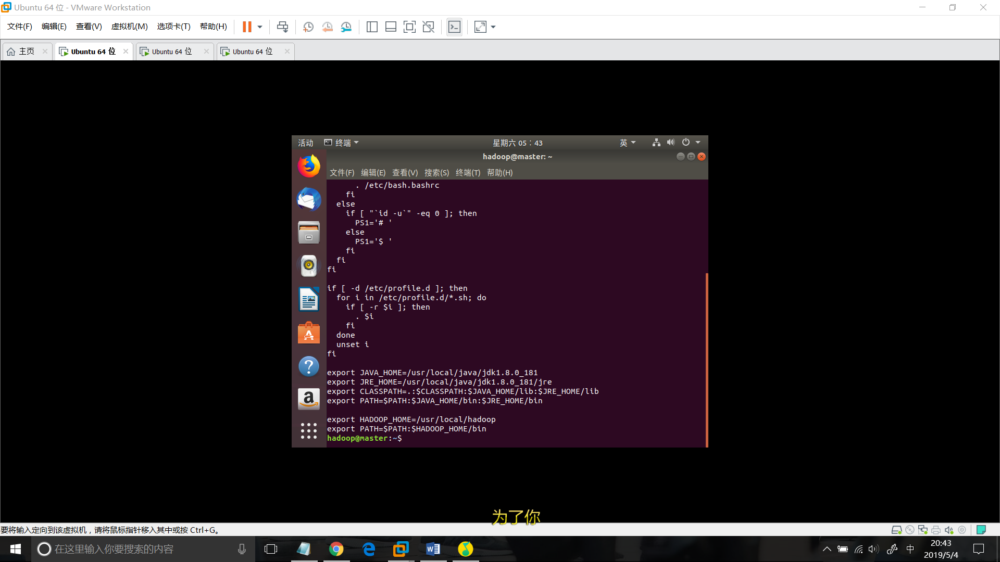 Ubuntu 64 位 - VMware Workstation
文件(F) 编辑(E) 查看(V) 虚拟机(M) 选项卡(T) 帮助(H)
主页 Ubuntu 64 位 Ubuntu 64 位 Ubuntu 64 位
活动 终端 星期六 05：43 英
hadoop@master: ~
文件(F) 编辑(E) 查看(V) 搜索(S) 终端(T) 帮助(H)
      . /etc/bash.bashrc
    fi
  else
    if [ "`id -u`" -eq 0 ]; then
      PS1='# '
    else
      PS1='$ '
    fi
  fi
fi
if [ -d /etc/profile.d ]; then
  for i in /etc/profile.d/*.sh; do
    if [ -r $i ]; then
      . $i
    fi
  done
  unset i
fi
export JAVA_HOME=/usr/local/java/jdk1.8.0_181
export JRE_HOME=/usr/local/java/jdk1.8.0_181/jre
export CLASSPATH=.:$CLASSPATH:$JAVA_HOME/lib:$JRE_HOME/lib
export PATH=$PATH:$JAVA_HOME/bin:$JRE_HOME/bin
export HADOOP_HOME=/usr/local/hadoop
export PATH=$PATH:$HADOOP_HOME/bin
hadoop@master:~$
为了你
要将输入定向到该虚拟机，请将鼠标指针移入其中或按 Ctrl+G。
在这里输入你要搜索的内容
中
20:43
2019/5/4